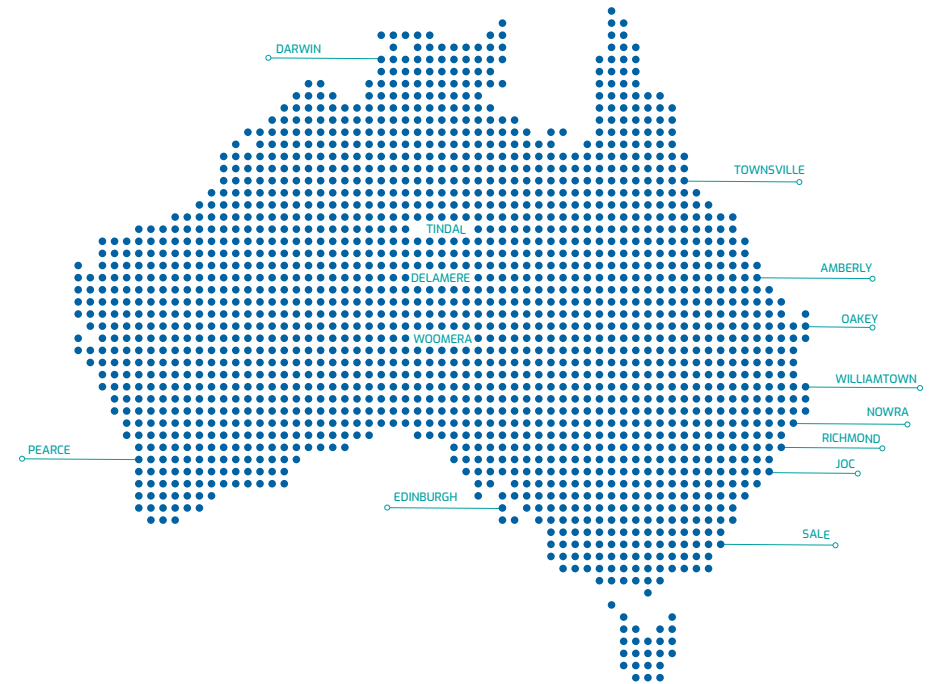 DARWIN
TOWNSVILLE
TINDAL
AMBERLY
DELAMERE
OAKEY
WOOMERA
WILLIAMTOWN
NOWRA
RICHMOND
PEARCE
JOC
EDINBURGH
SALE